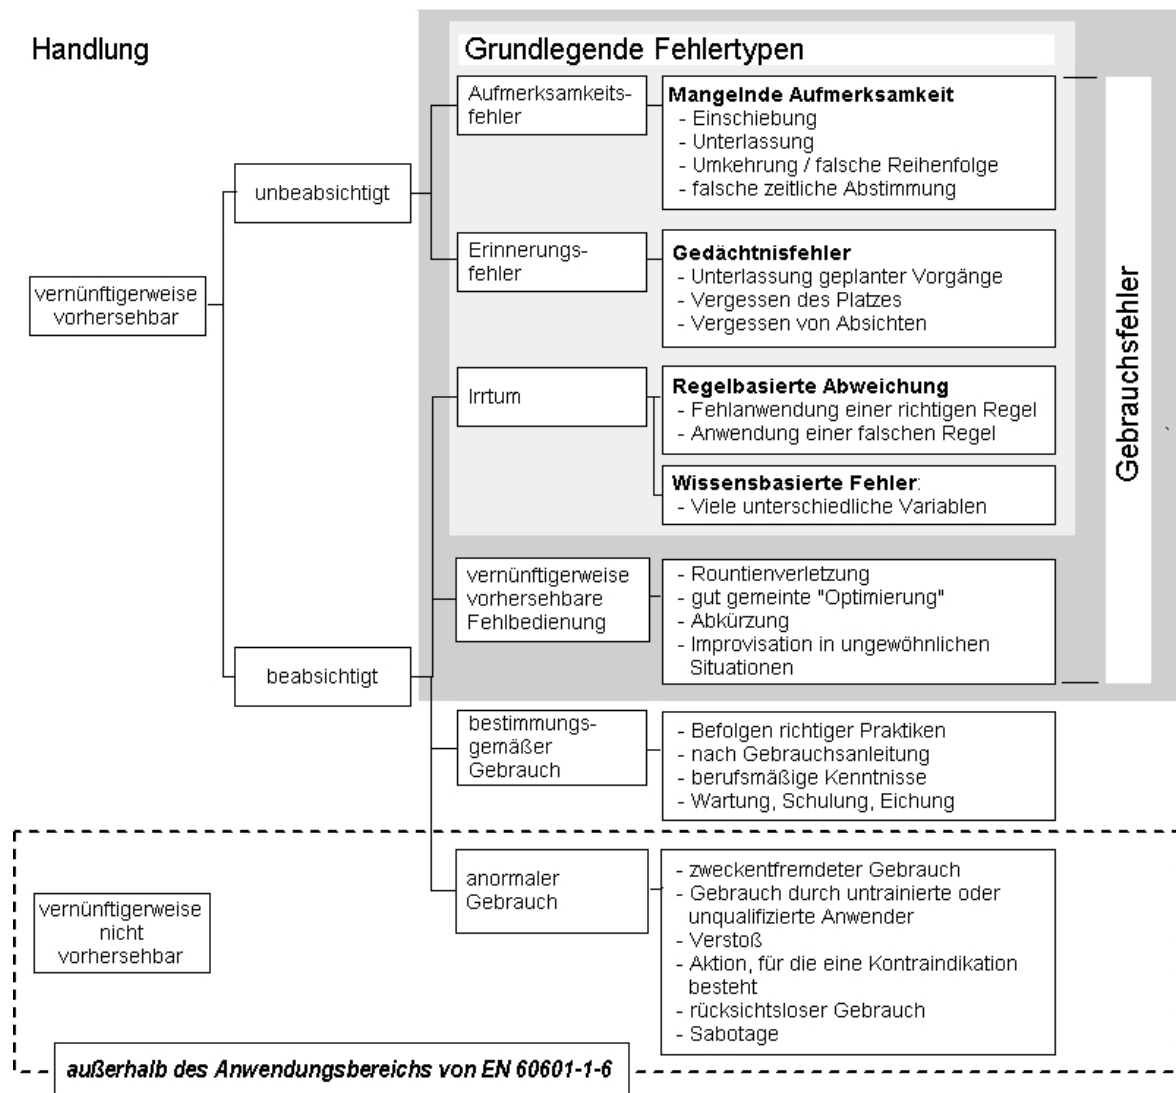 Handlung
Grundlegende Fehlertypen
Aufmerksamkeits-
fehler
Mangelnde Aufmerksamkeit
- Einschiebung
- Unterlassung
- Umkehrung / falsche Reihenfolge
- falsche zeitliche Abstimmung
unbeabsichtigt
Erinnerungs-
fehler
Gedächtnisfehler
- Unterlassung geplanter Vorgänge
- Vergessen des Platzes
- Vergessen von Absichten
vernünftigerweise
vorhersehbar
Gebrauchsfehler
Irrtum
Regelbasierte Abweichung
- Fehlanwendung einer richtigen Regel
- Anwendung einer falschen Regel
Wissensbasierte Fehler:
- Viele unterschiedliche Variablen
vernünftigerweise
vorhersehbare
Fehlbedienung
- Rountienverletzung
- gut gemeinte "Optimierung"
- Abkürzung
- Improvisation in ungewöhnlichen
Situationen
beabsichtigt
bestimmungs-
gemäßer
Gebrauch
- Befolgen richtiger Praktiken
- nach Gebrauchsanleitung
- berufsmäßige Kenntnisse
- Wartung, Schulung, Eichung
vernünftigerweise
nicht
vorhersehbar
anormaler
Gebrauch
- zweckentfremdeter Gebrauch
- Gebrauch durch untrainierte oder
unqualifizierte Anwender
- Verstoß
- Aktion, für die eine Kontraindikation
besteht
- rücksichtsloser Gebrauch
- Sabotage
außerhalb des Anwendungsbereichs von EN 60601-1-6